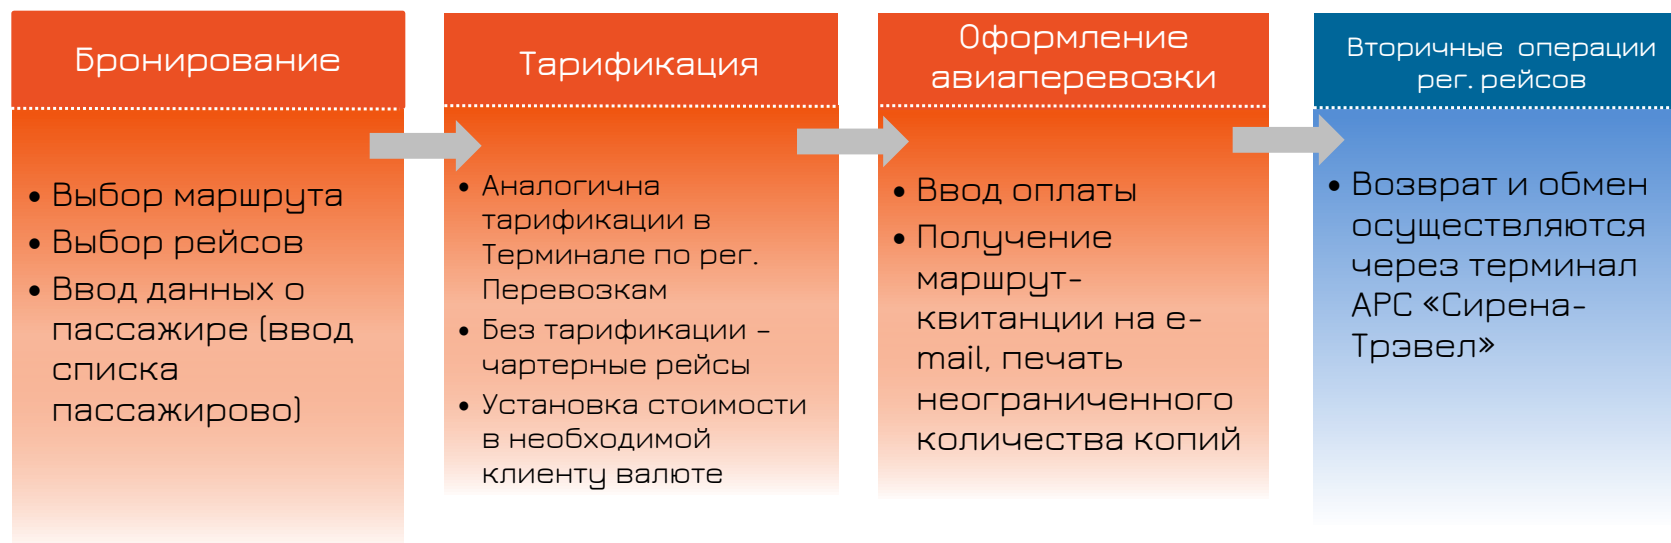 Бронирование
• Выбор маршрута
• Выбор рейсов
• Ввод данных о
пассажире (ввод
списка
пассажирово)
Тарификация
• Аналогична
тарификации в
Терминале по рег.
Перевозкам
• Без тарификации –
чартерные рейсы
• Установка стоимости
в необходимой
клиенту валюте
Оформление
авиаперевозки
• Ввод оплаты
• Получение
маршрут-
квитанции на e-
mail, печать
неограниченного
количества копий
Вторичные операции
рег. рейсов
• Возврат и обмен
осуществляются
через терминал
АРС «Сирена-
Трэвел»